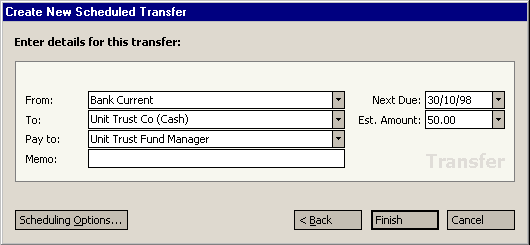 Create New Scheduled Transfer
Enter details for this transfer:
From: Bank Current Next Due: 30/10/98
To: Unit Trust Co (Cash) Est. Amount: 50.00
Pay to: Unit Trust Fund Manager
Memo:
Transfer
Scheduling Options... < Back Finish Cancel